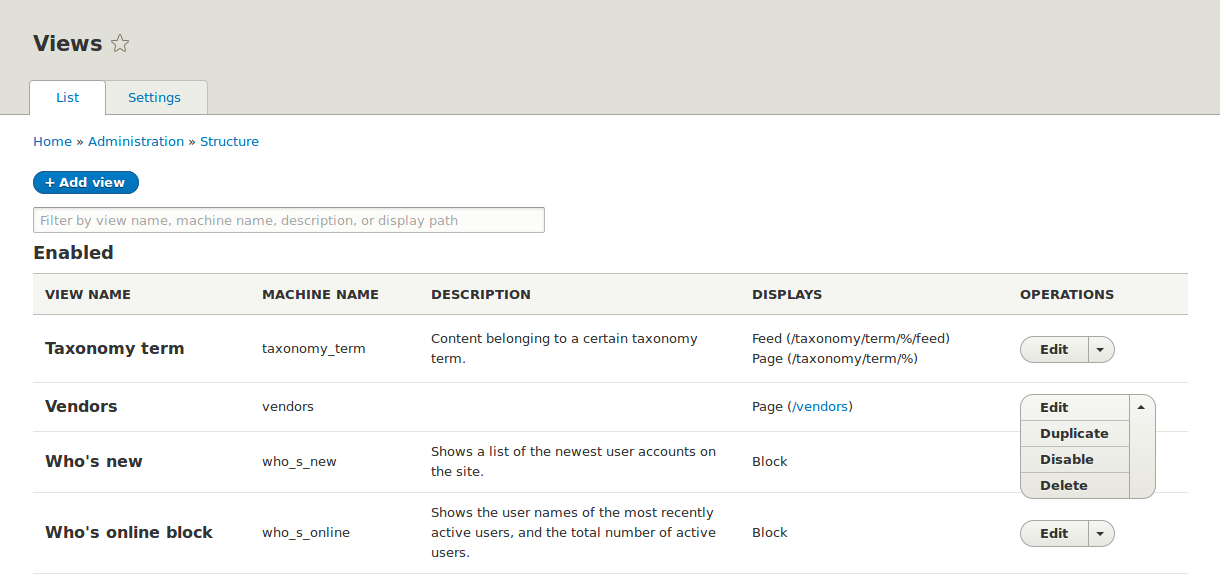 Views
List Settings
Home » Administration » Structure
+ Add view
Filter by view name, machine name, description, or display path
Enabled
VIEW NAME MACHINE NAME DESCRIPTION DISPLAYS OPERATIONS
Taxonomy term taxonomy_term Content belonging to a certain taxonomy
term. Feed (/taxonomy/term/%/feed)
Page (/taxonomy/term/%) Edit
Vendors vendors Page (/vendors) Edit
Duplicate
Disable
Delete
Who's new who_s_new Shows a list of the newest user accounts on
the site. Block
Who's online block who_s_online Shows the user names of the most recently
active users, and the total number of active
users. Block Edit